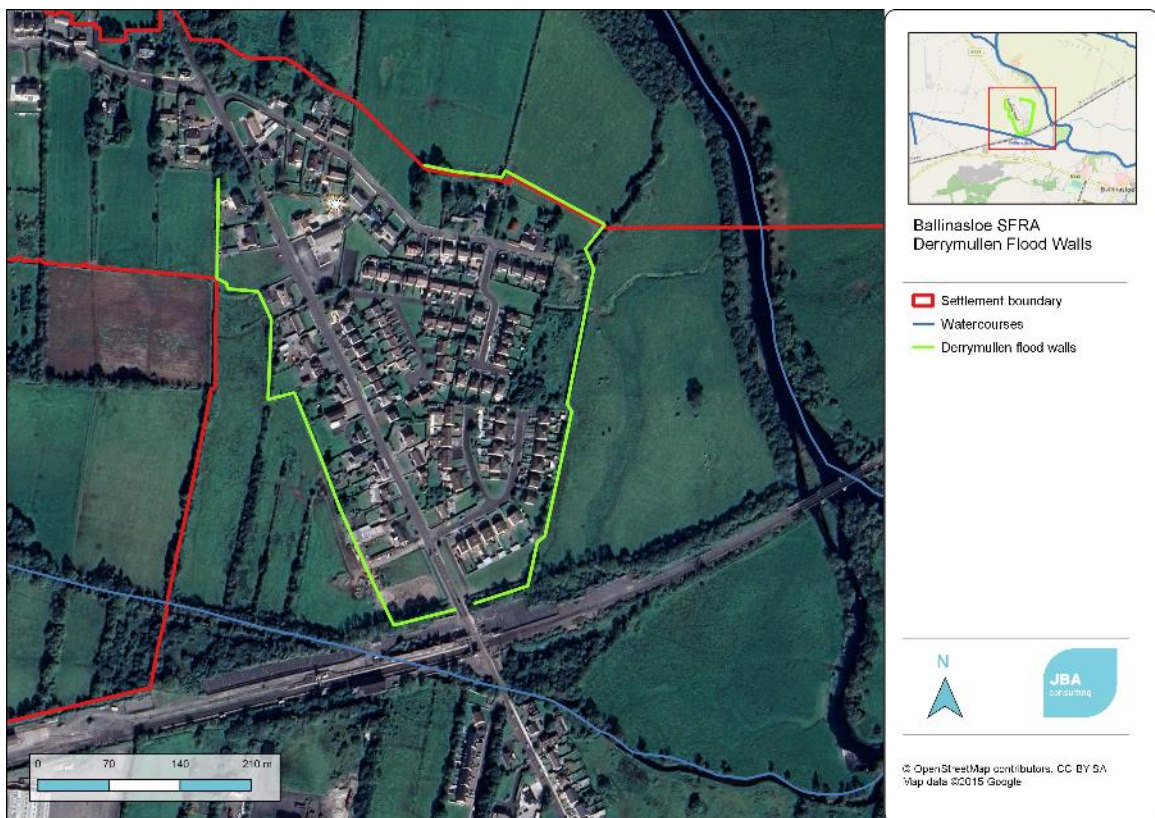 Ballinasloe SFRA
Derrymullen Flood Walls
Settlement boundary
Watercourses
Derrymullen flood walls
N
JBA
consulting
© OpenStreetMap contributors, CC-BY SA
Map data ©2015 Google
0 70 140 210 m